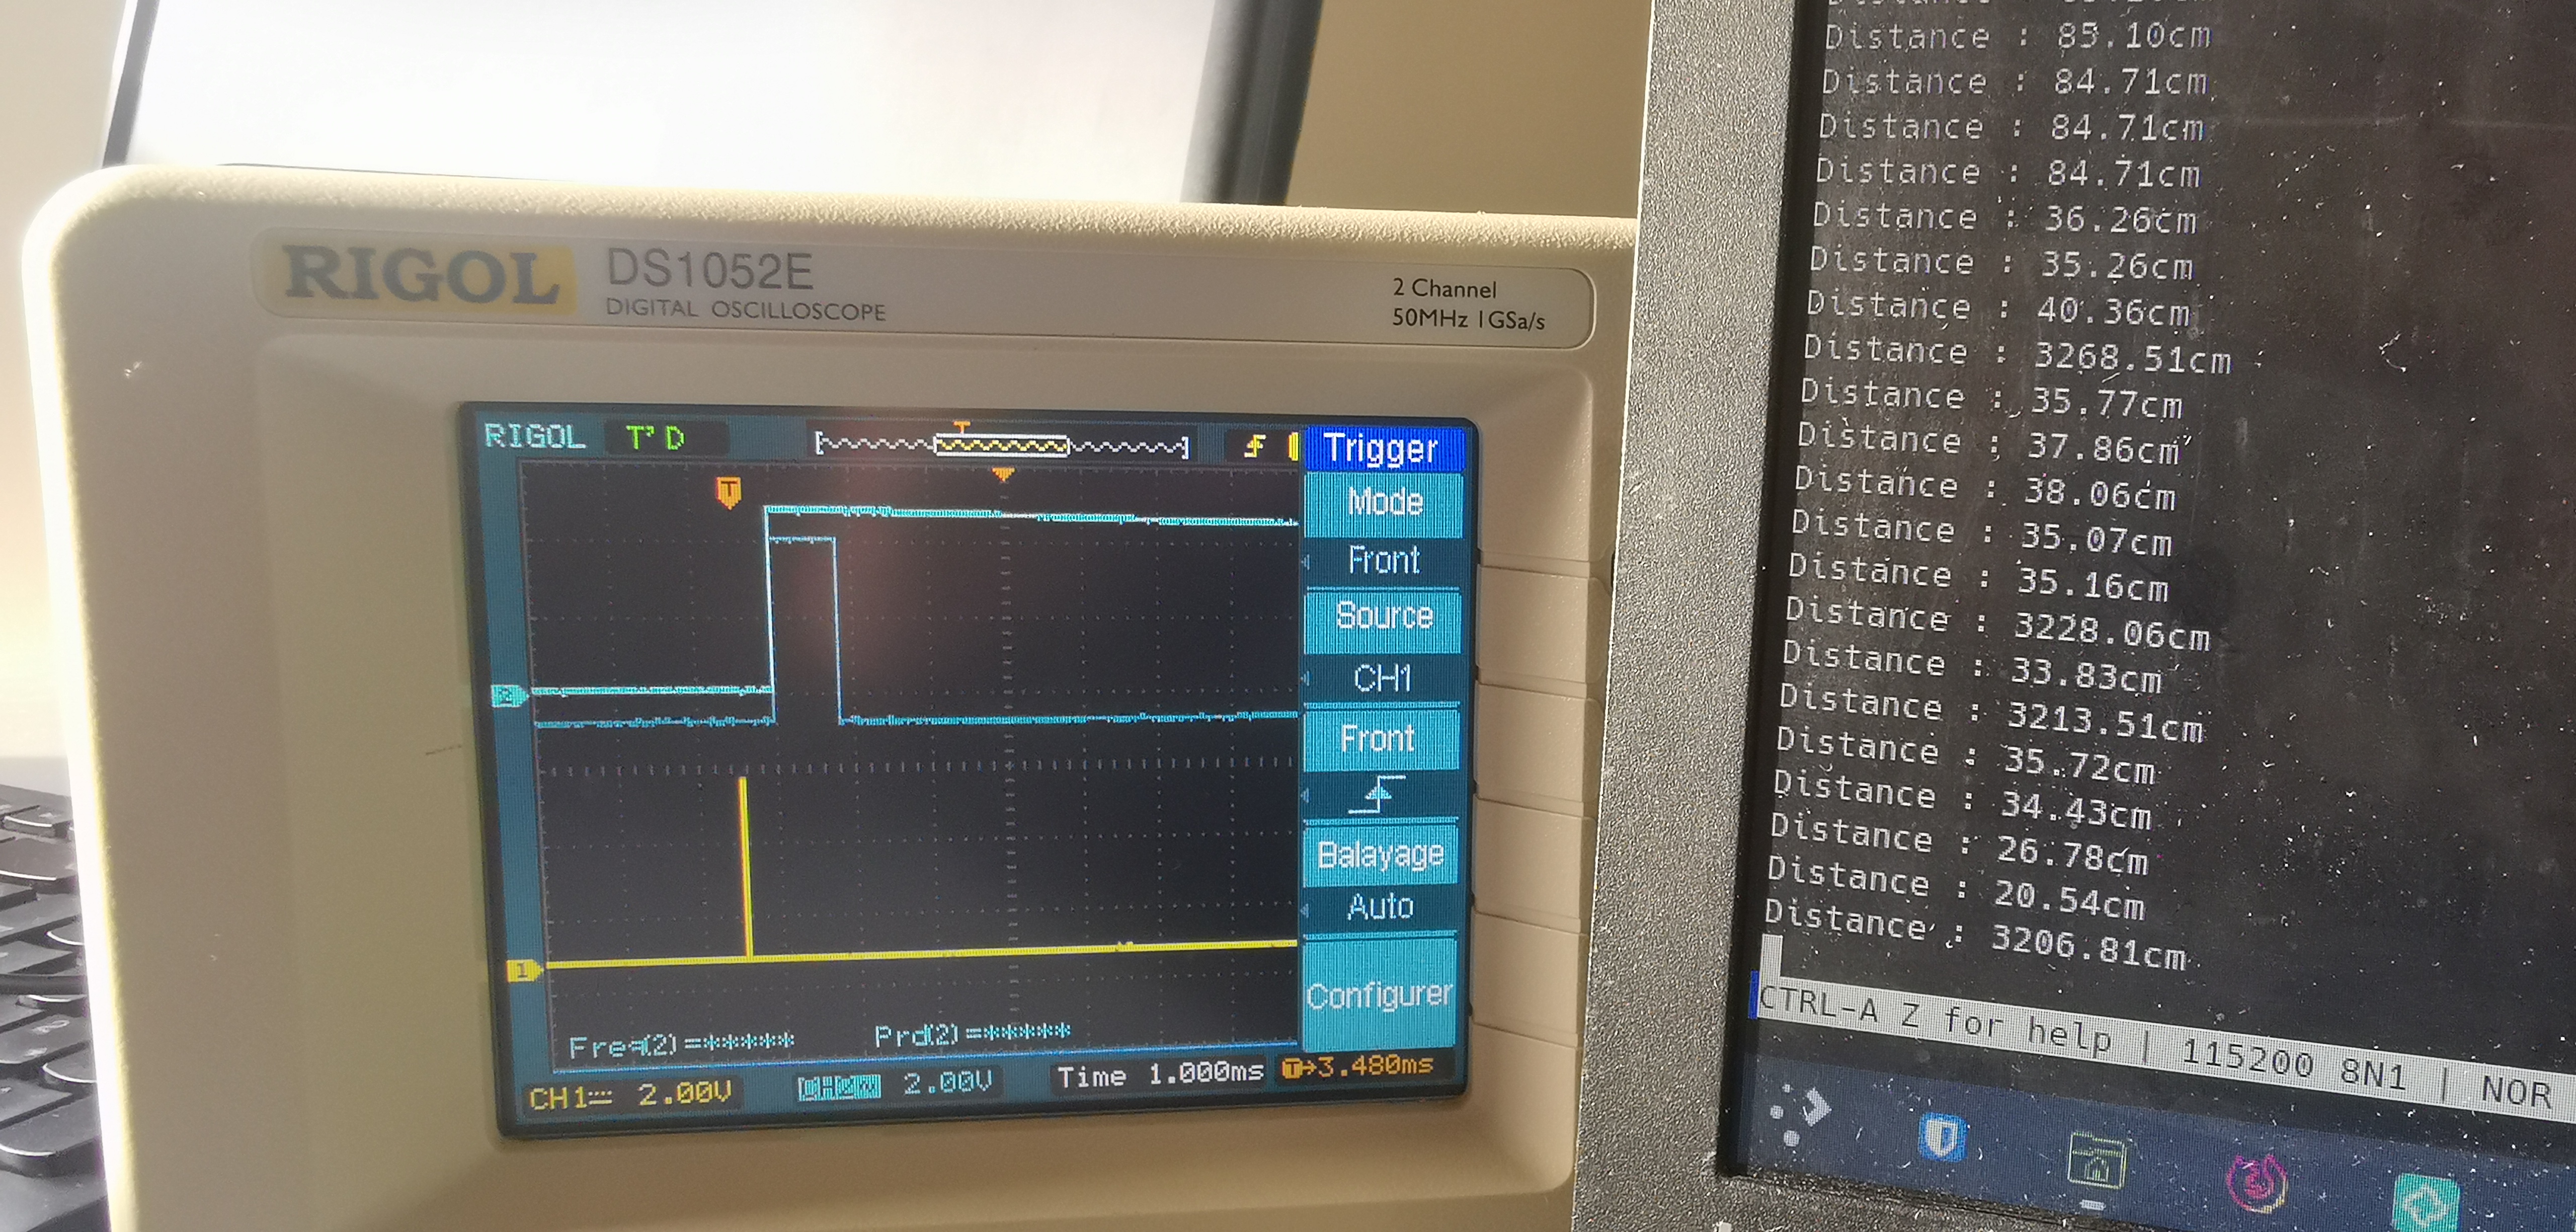 RIGOL DS1052E
DIGITAL OSCILLOSCOPE
2 Channel
50MHz 1GSa/s
RIGOL T'D
T
T
Trigger
Mode
Front
Source
CH1
Front
Balayage
Auto
Configurer
2
1
Freq(2)=***** Prd(2)=*****
CH1 2.00V CH2 2.00V Time 1.000ms T→3.480ms
Distance : 85.10cm
Distance : 84.71cm
Distance : 84.71cm
Distance : 84.71cm
Distance : 36.26cm
Distance : 35.26cm
Distance : 40.36cm
Distance : 3268.51cm
Distance : 35.77cm
Distance : 37.86cm
Distance : 38.06cm
Distance : 35.07cm
Distance : 35.16cm
Distance : 3228.06cm
Distance : 33.83cm
Distance : 3213.51cm
Distance : 35.72cm
Distance : 34.43cm
Distance : 26.78cm
Distance : 20.54cm
Distance : 3206.81cm
CTRL-A Z for help | 115200 8N1 | NOR